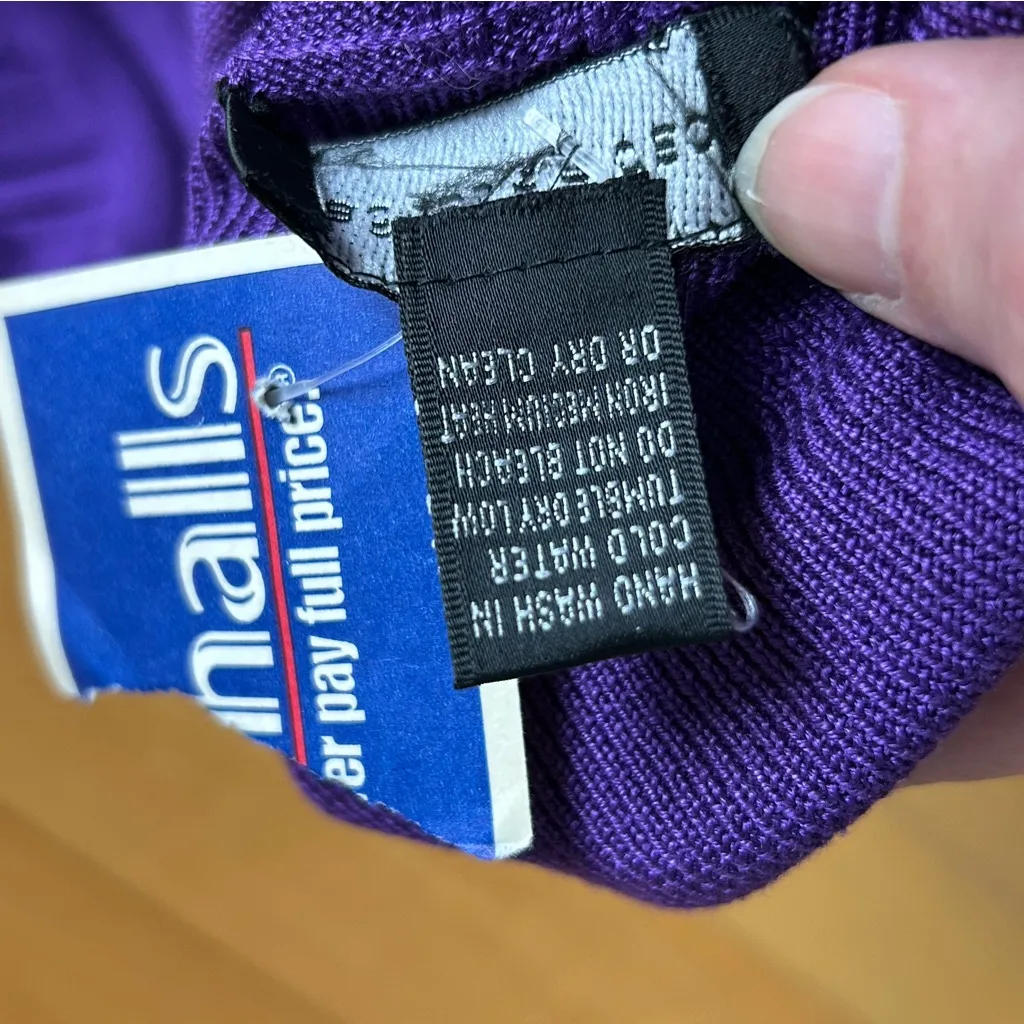 HAND WASH IN
COLD WATER
TUMBLE DRY LOW
DO NOT BLEACH
IRON MEDIUM HEAT
OR DRY CLEAN
malls
er pay full price.®